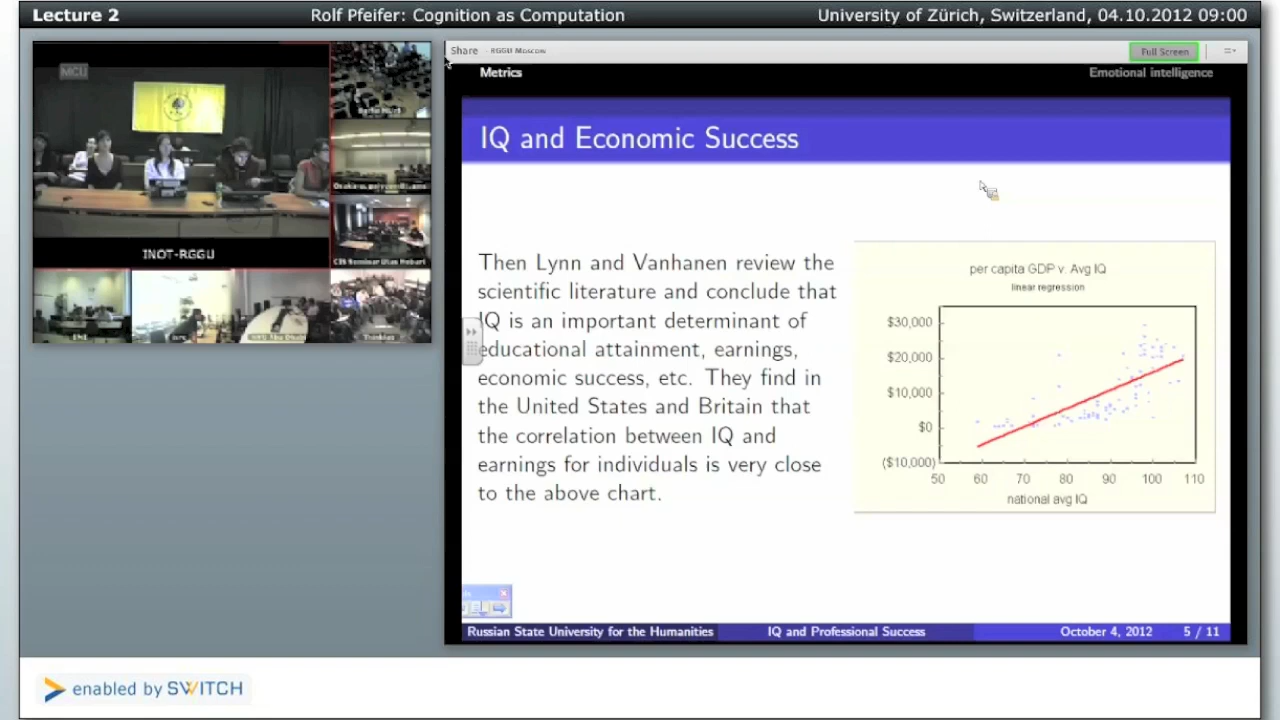 Lecture 2
Rolf Pfeifer: Cognition as Computation
University of Zürich, Switzerland, 04.10.2012 09:00
MCU
INOT-RGGU
Share - RGGU Moscow
Full Screen
Metrics
Emotional intelligence
IQ and Economic Success
Then Lynn and Vanhanen review the
scientific literature and conclude that
IQ is an important determinant of
educational attainment, earnings,
economic success, etc. They find in
the United States and Britain that
the correlation between IQ and
earnings for individuals is very close
to the above chart.
per capita GDP v. Avg IQ
linear regression
$30,000
$20,000
$10,000
$0
($10,000)
50 60 70 80 90 100 110
national avg IQ
Russian State University for the Humanities
IQ and Professional Success
October 4, 2012
5 / 11
enabled by SWITCH